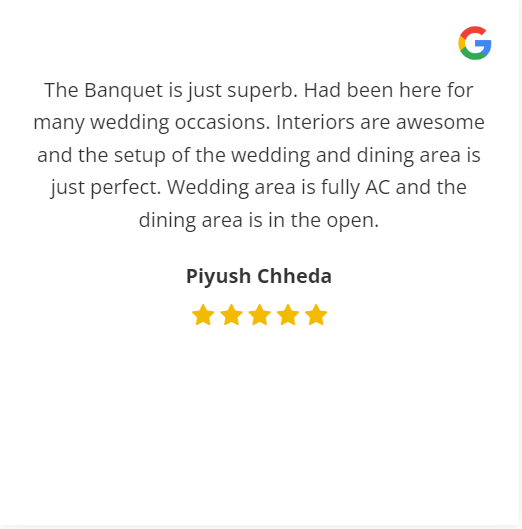 The Banquet is just superb. Had been here for
many wedding occasions. Interiors are awesome
and the setup of the wedding and dining area is
just perfect. Wedding area is fully AC and the
dining area is in the open.
Piyush Chheda